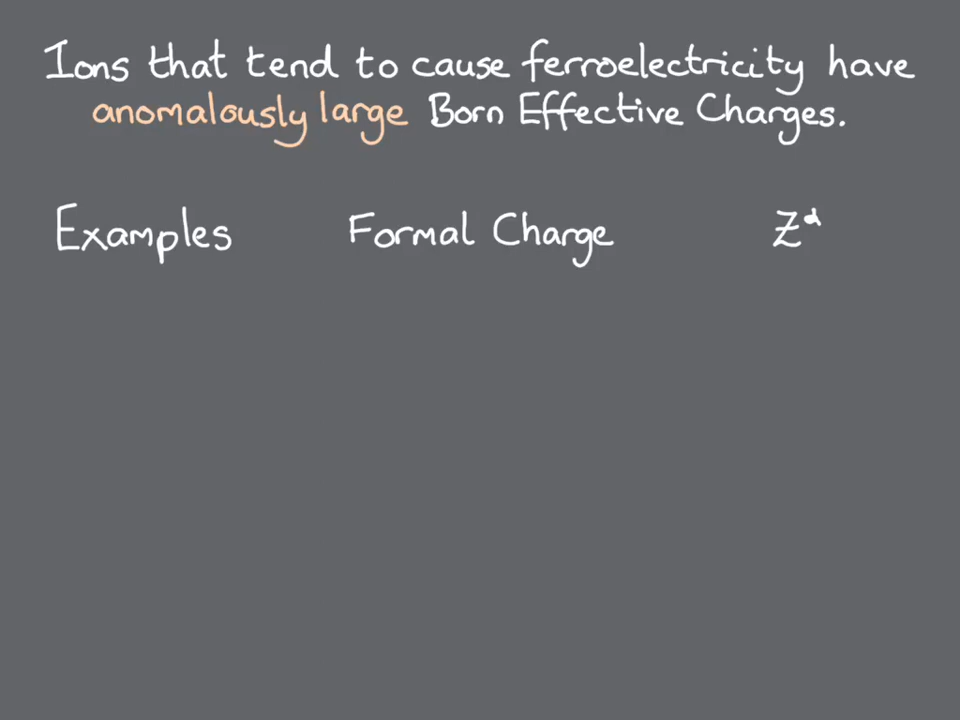 Ions that tend to cause ferroelectricity have
anomalously large Born Effective Charges.
Examples Formal Charge Z*